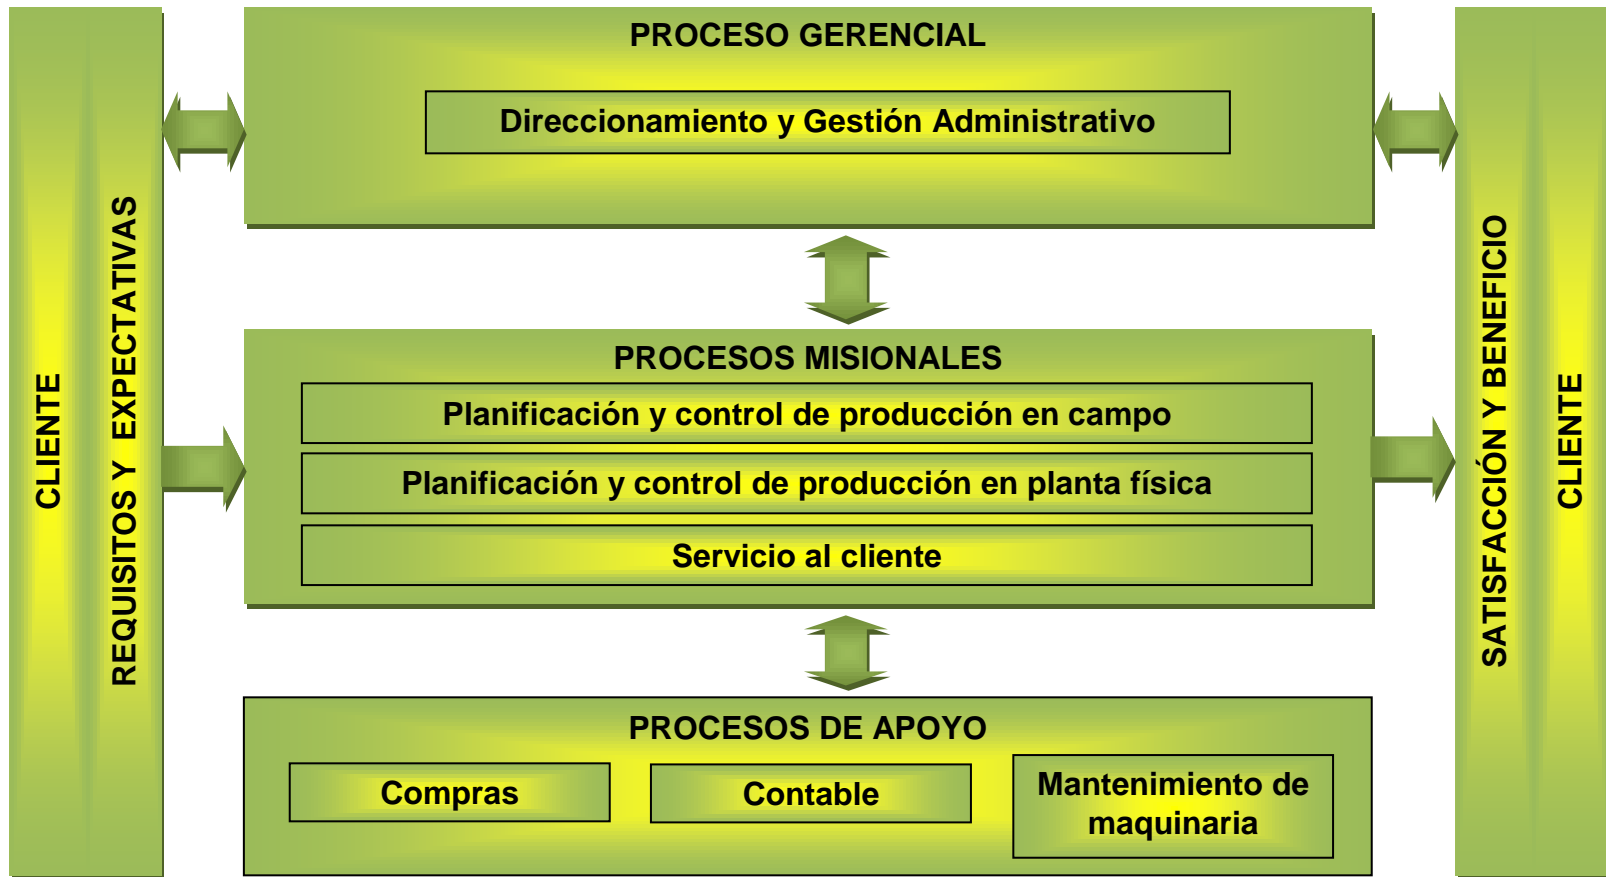 CLIENTE
REQUISITOS Y EXPECTATIVAS
PROCESO GERENCIAL
Direccionamiento y Gestión Administrativo
PROCESOS MISIONALES
Planificación y control de producción en campo
Planificación y control de producción en planta física
Servicio al cliente
PROCESOS DE APOYO
Compras
Contable
Mantenimiento de
maquinaria
SATISFACCIÓN Y BENEFICIO
CLIENTE